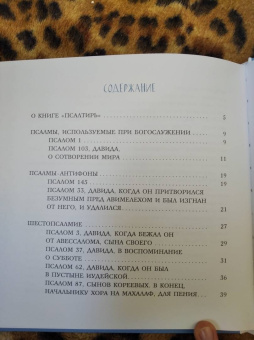 СОДЕРЖАНИЕ
О КНИГЕ «ПСАЛТИРЬ» 5
ПСАЛМЫ, ИСПОЛЬЗУЕМЫЕ ПРИ БОГОСЛУЖЕНИИ 9
ПСАЛОМ 1 9
ПСАЛОМ 103, ДАВИДА,
О СОТВОРЕНИИ МИРА 11
ПСАЛМЫ АНТИФОНЫ 19
ПСАЛОМ 145 19
ПСАЛОМ 33, ДАВИДА, КОГДА ОН ПРИТВОРИЛСЯ
БЕЗУМНЫМ ПРЕД АВИМЕЛЕХОМ И БЫЛ ИЗГНАН
ОТ НЕГО, И УДАЛИЛСЯ 21
ШЕСТОПСАЛМИЕ 27
ПСАЛОМ 3, ДАВИДА, КОГДА БЕЖАЛ ОН
ОТ АВЕССАЛОМА, СЫНА СВОЕГО 29
ПСАЛОМ 37, ДАВИДА, В ВОСПОМИНАНИЕ
О СУББОТЕ 31
ПСАЛОМ 62, ДАВИДА, КОГДА ОН БЫЛ
В ПУСТЫНЕ ИУДЕЙСКОЙ 36
ПСАЛОМ 87, СЫНОВ КОРЕЕВЫХ, В КОНЕЦ,
НАЧАЛЬНИКУ ХОРА НА МАХАЛАФ, ДЛЯ ПЕНИЯ 39